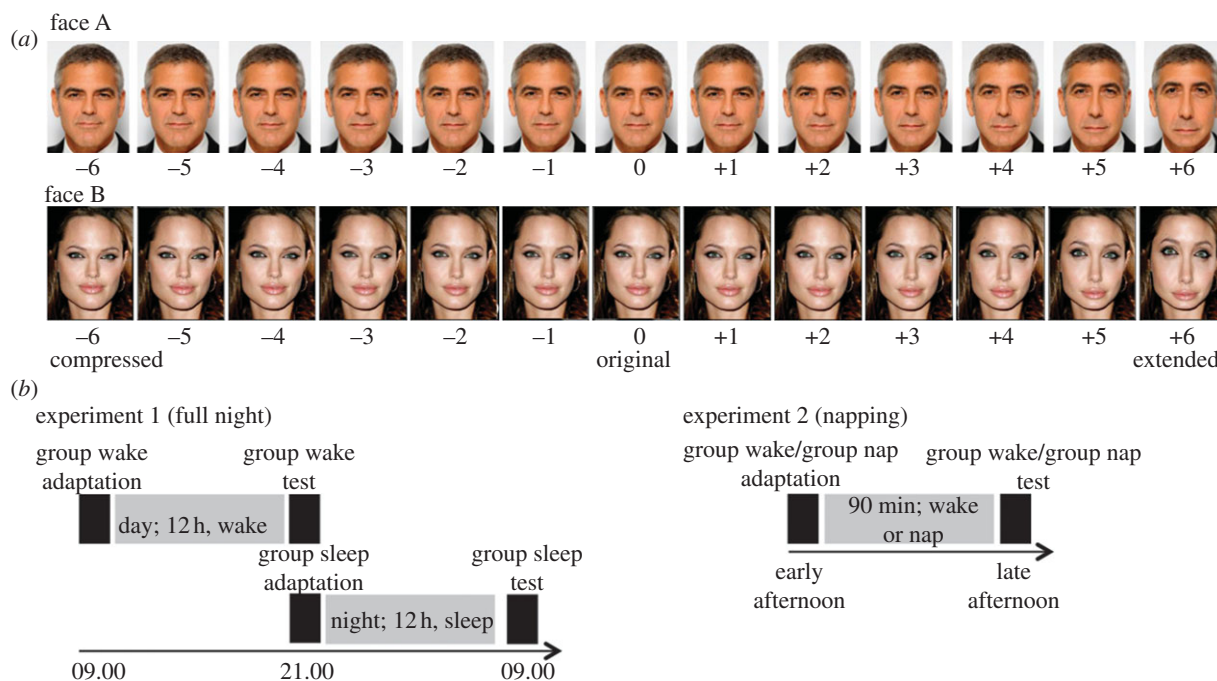 (a)
face A
–6 –5 –4 –3 –2 –1 0 +1 +2 +3 +4 +5 +6
face B
–6 –5 –4 –3 –2 –1 0 +1 +2 +3 +4 +5 +6
compressed original extended
(b)
experiment 1 (full night)
group wake
adaptation
group wake
test
day; 12 h, wake
group sleep
adaptation
group sleep
test
night; 12 h, sleep
09.00 21.00 09.00
experiment 2 (napping)
group wake/group nap
adaptation
group wake/group nap
test
90 min; wake
or nap
early
afternoon
late
afternoon